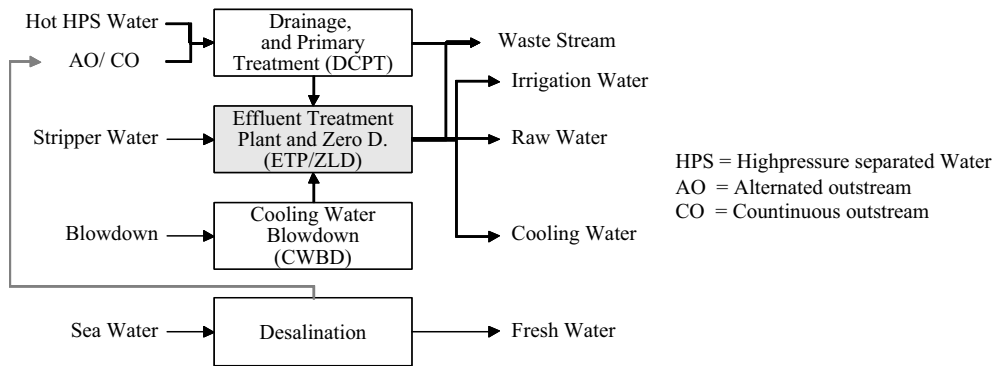 Hot HPS Water
AO/ CO
Drainage,
and Primary
Treatment (DCPT)
Waste Stream
Irrigation Water
Stripper Water
Effluent Treatment
Plant and Zero D.
(ETP/ZLD)
Raw Water
HPS = Highpressure separated Water
AO = Alternated outstream
CO = Countinuous outstream
Blowdown
Cooling Water
Blowdown
(CWBD)
Cooling Water
Sea Water
Desalination
Fresh Water